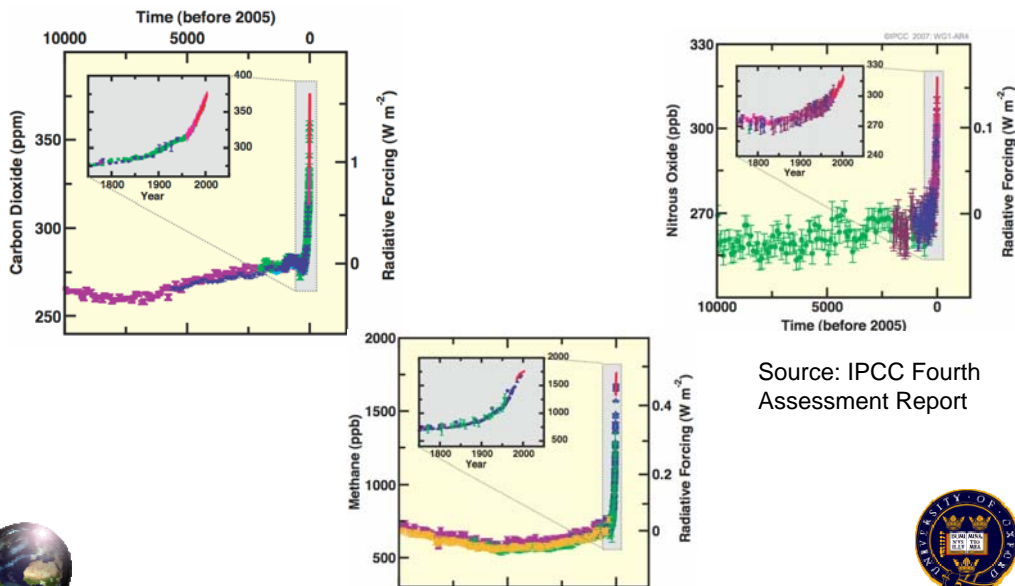 Time (before 2005)
10000 5000 0
Carbon Dioxide (ppm)
350
300
250
400
350
300
1800 1900 2000
Year
1
0
Radiative Forcing (W m-2)
©IPCC 2007: WG1-AR4
Nitrous Oxide (ppb)
330
300
270
330
300
270
240
1800 1900 2000
Year
0.1
0
Radiative Forcing (W m-2)
10000 5000 0
Time (before 2005)
Methane (ppb)
2000
1500
1000
500
2000
1500
1000
500
1800 1900 2000
Year
0.4
0.2
0
Radiative Forcing (W m-2)
Source: IPCC Fourth
Assessment Report
UNIVERSITY · OF · OXFORD